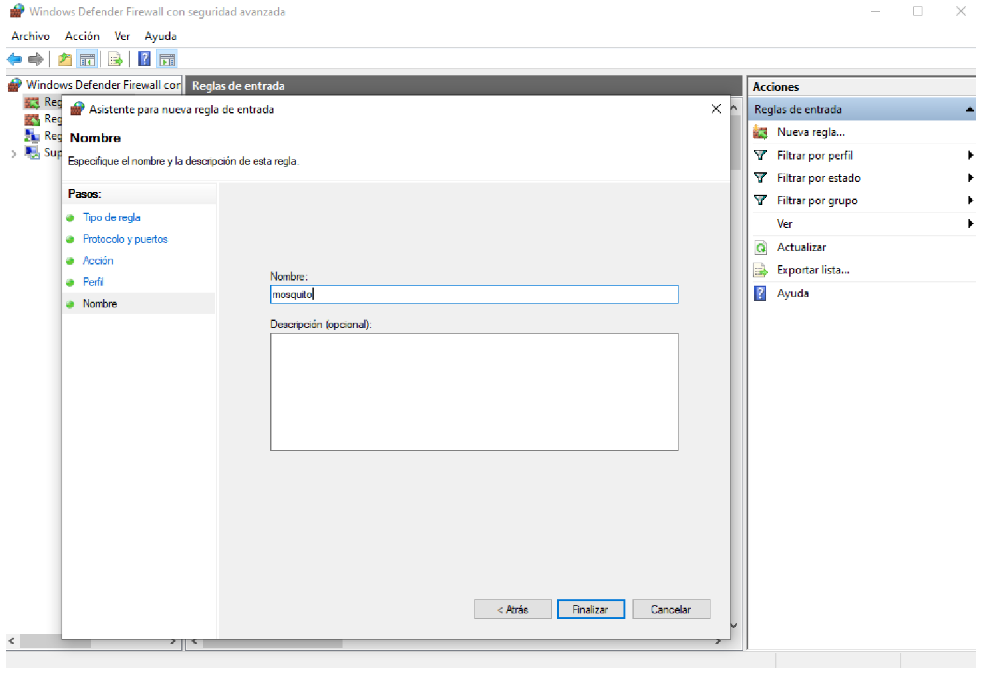 Windows Defender Firewall con seguridad avanzada
Archivo Acción Ver Ayuda
Windows Defender Firewall cor
Reglas de entrada
Reg
Reg
Reg
Sup
Asistente para nueva regla de entrada
Nombre
Especifique el nombre y la descripción de esta regla.
Pasos:
Tipo de regla
Protocolo y puertos
Acción
Perfil
Nombre
Nombre:
mosquito
Descripción (opcional):
< Atrás Finalizar Cancelar
Acciones
Reglas de entrada
Nueva regla...
Filtrar por perfil
Filtrar por estado
Filtrar por grupo
Ver
Actualizar
Exportar lista...
Ayuda